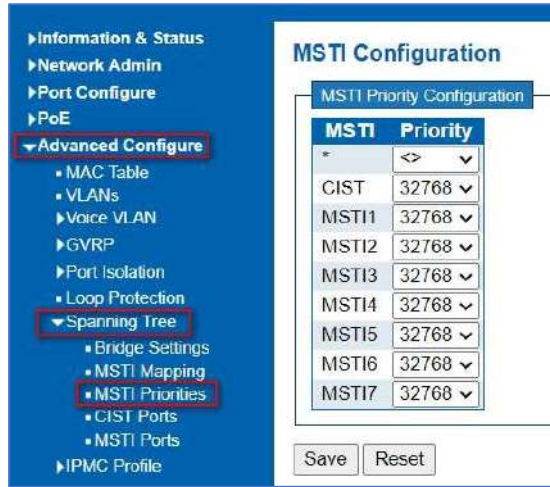 Information & Status
Network Admin
Port Configure
PoE
Advanced Configure
MAC Table
VLANs
Voice VLAN
GVRP
Port Isolation
Loop Protection
Spanning Tree
Bridge Settings
MSTI Mapping
MSTI Priorities
CIST Ports
MSTI Ports
IPMC Profile
MSTI Configuration
MSTI Priority Configuration
MSTI Priority
* <>
CIST 32768
MSTI1 32768
MSTI2 32768
MSTI3 32768
MSTI4 32768
MSTI5 32768
MSTI6 32768
MSTI7 32768
Save Reset